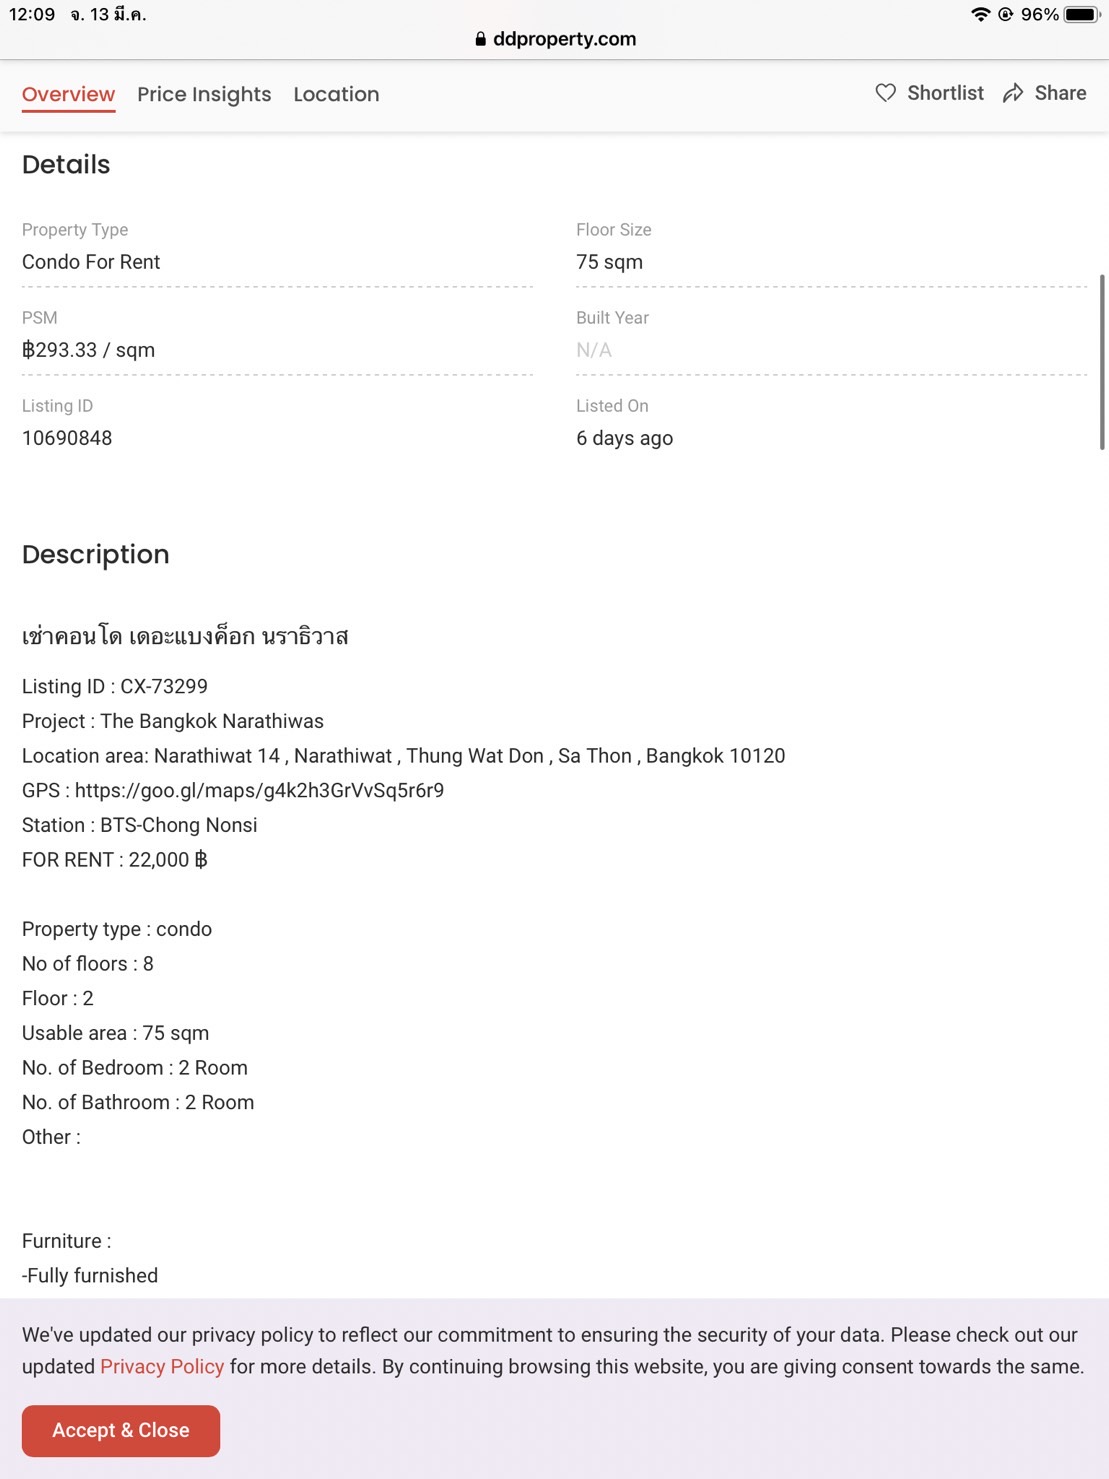 12:09 จ. 13 มี.ค.
96%
ddproperty.com
Overview Price Insights Location
Shortlist Share
Details
Property Type
Condo For Rent
Floor Size
75 sqm
PSM
฿293.33 / sqm
Built Year
N/A
Listing ID
10690848
Listed On
6 days ago
Description
เช่าคอนโด เดอะแบงค็อก นราธิวาส
Listing ID : CX-73299
Project : The Bangkok Narathiwas
Location area: Narathiwat 14 , Narathiwat , Thung Wat Don , Sa Thon , Bangkok 10120
GPS : https://goo.gl/maps/g4k2h3GrVvSq5r6r9
Station : BTS-Chong Nonsi
FOR RENT : 22,000 ฿
Property type : condo
No of floors : 8
Floor : 2
Usable area : 75 sqm
No. of Bedroom : 2 Room
No. of Bathroom : 2 Room
Other :
Furniture :
-Fully furnished
We've updated our privacy policy to reflect our commitment to ensuring the security of your data. Please check out our
updated Privacy Policy for more details. By continuing browsing this website, you are giving consent towards the same.
Accept & Close